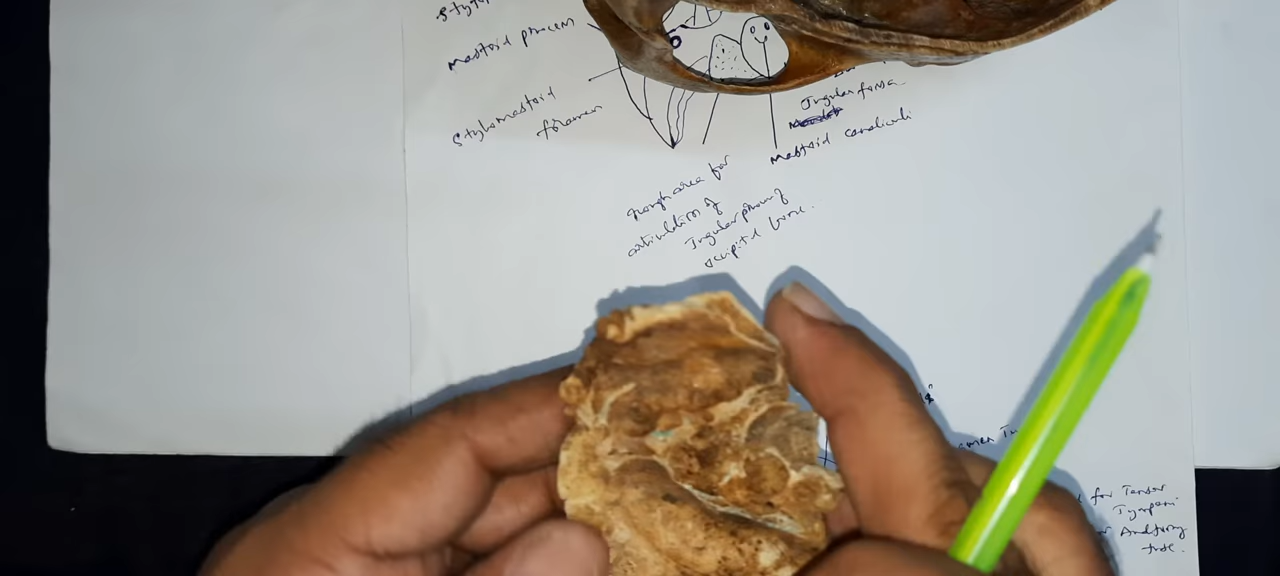 mastoid process
stylomastoid
foramen
Jugular fossa
mastoid canaliculi
rough area for
articulation of
Jugular process of
occipital bone.
for Tensor
Tympani
Auditory
tube.